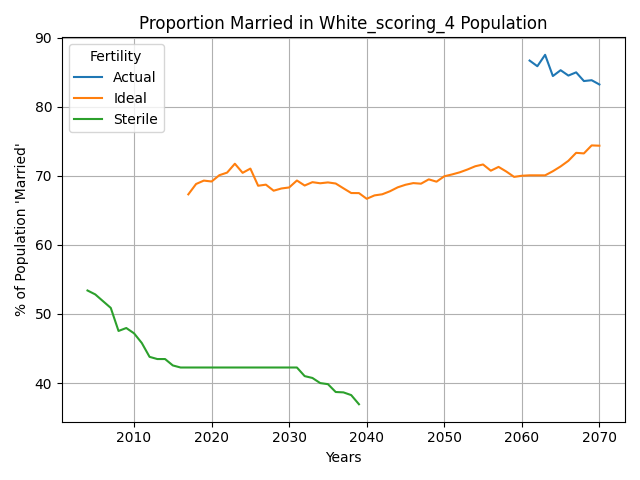 Proportion Married in White_scoring_4 Population
% of Population 'Married'
90
80
70
60
50
40
Fertility
Actual
Ideal
Sterile
2010 2020 2030 2040 2050 2060 2070
Years